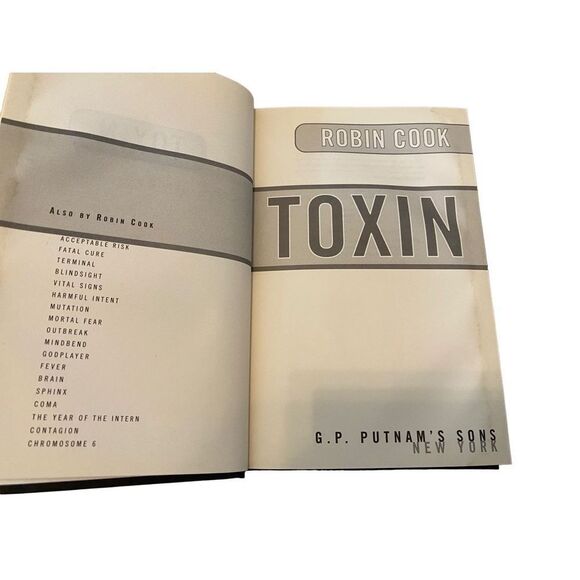 ALSO BY ROBIN COOK
ACCEPTABLE RISK
FATAL CURE
TERMINAL
BLINDSIGHT
VITAL SIGNS
HARMFUL INTENT
MUTATION
MORTAL FEAR
OUTBREAK
MINDBEND
GODPLAYER
FEVER
BRAIN
SPHINX
COMA
THE YEAR OF THE INTERN
CONTAGION
CHROMOSOME 6
ROBIN COOK
TOXIN
G.P. PUTNAM'S SONS
NEW YORK